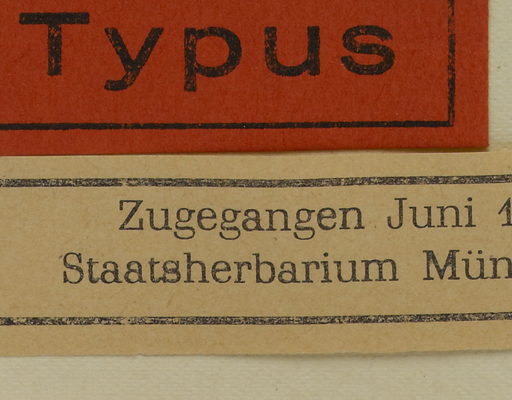 Typus
Zugegangen Juni 1
Staatsherbarium Mün